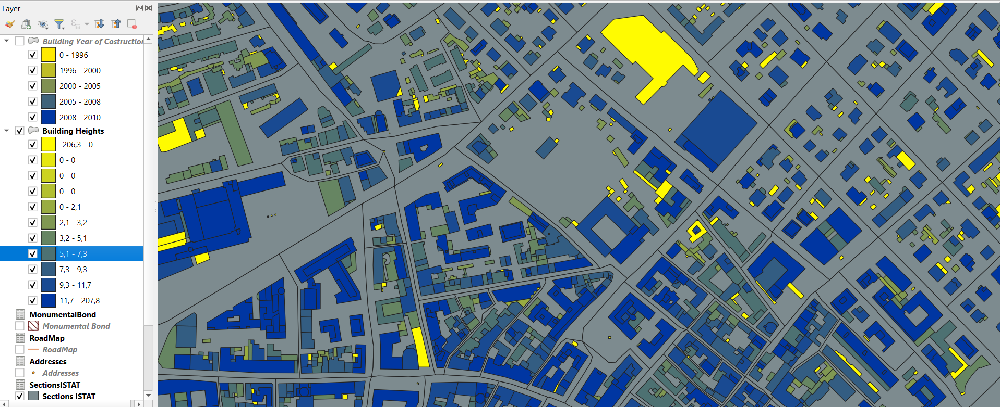 Layer
Building Year of Costruction
0 - 1996
1996 - 2000
2000 - 2005
2005 - 2008
2008 - 2010
Building Heights
-206,3 - 0
0 - 0
0 - 0
0 - 0
0 - 2,1
2,1 - 3,2
3,2 - 5,1
5,1 - 7,3
7,3 - 9,3
9,3 - 11,7
11,7 - 207,8
MonumentalBond
Monumental Bond
RoadMap
RoadMap
Addresses
Addresses
SectionsISTAT
Sections ISTAT